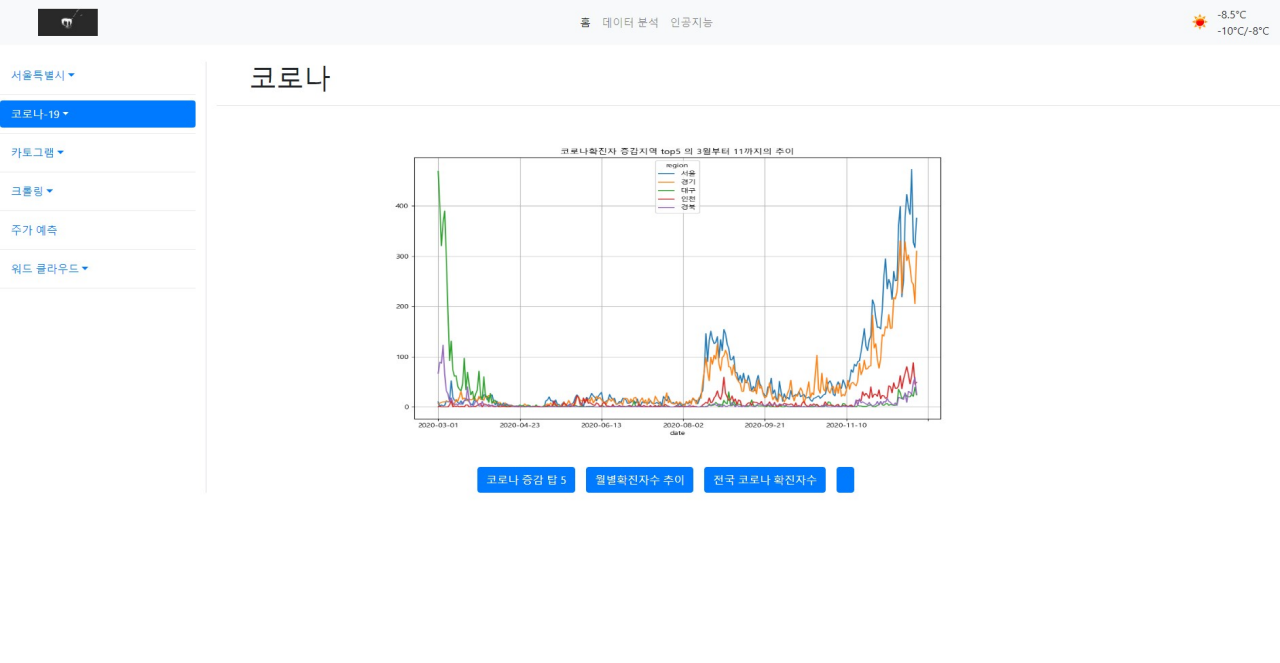 홈 데이터 분석 인공지능
-8.5°C
-10°C/-8°C
서울특별시
코로나-19
카토그램
크롤링
주가 예측
워드 클라우드
코로나
코로나확진자 증감지역 top5 의 3월부터 11까지의 추이
region
서울
경기
대구
인천
경북
400
300
200
100
0
2020-03-01 2020-04-23 2020-06-13 2020-08-02 2020-09-21 2020-11-10
date
코로나 증감 탑 5 월별확진자수 추이 전국 코로나 확진자수